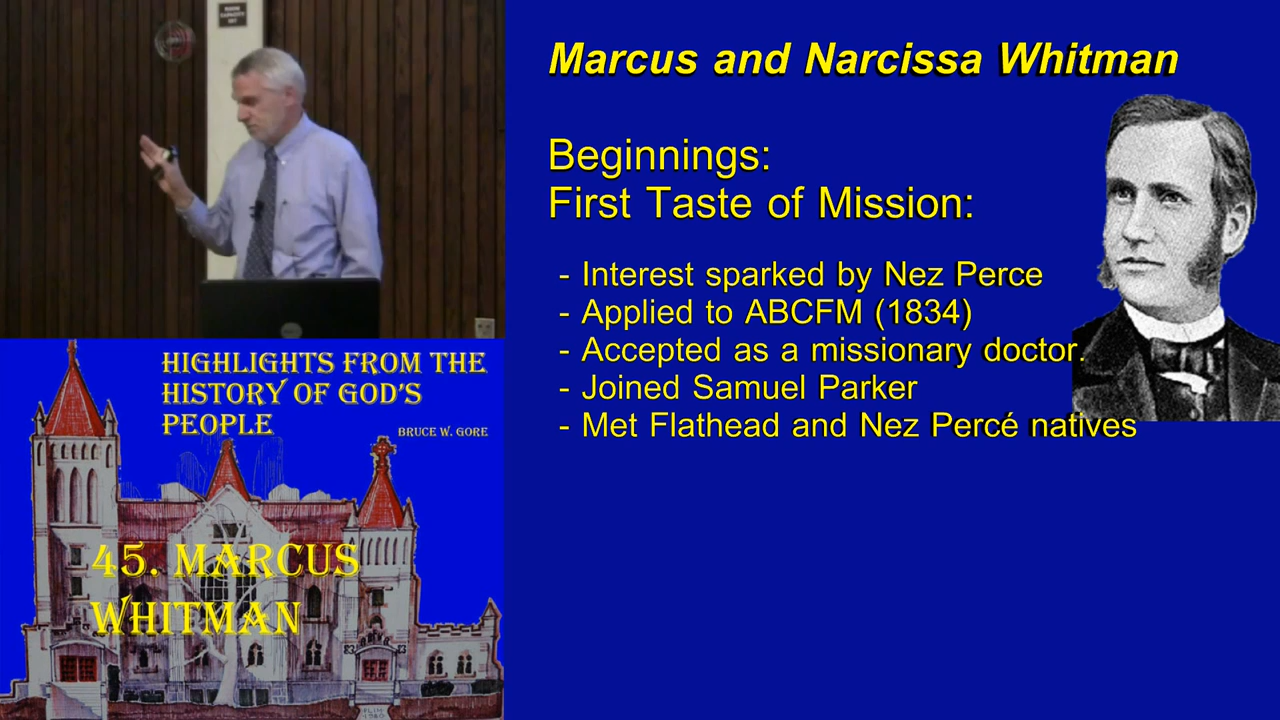 Marcus and Narcissa Whitman
Beginnings:
First Taste of Mission:
- Interest sparked by Nez Perce
- Applied to ABCFM (1834)
- Accepted as a missionary doctor.
- Joined Samuel Parker
- Met Flathead and Nez Percé natives
HIGHLIGHTS FROM THE
HISTORY OF GOD'S
PEOPLE
BRUCE W. GORE
45. MARCUS
WHITMAN